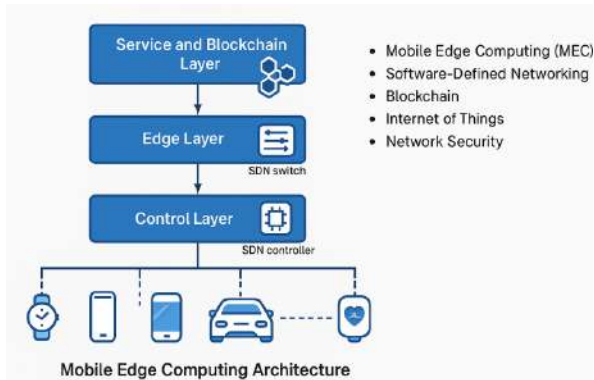 Service and Blockchain
Layer
Edge Layer
SDN switch
Control Layer
SDN controller
Mobile Edge Computing Architecture
• Mobile Edge Computing (MEC)
• Software-Defined Networking
• Blockchain
• Internet of Things
• Network Security